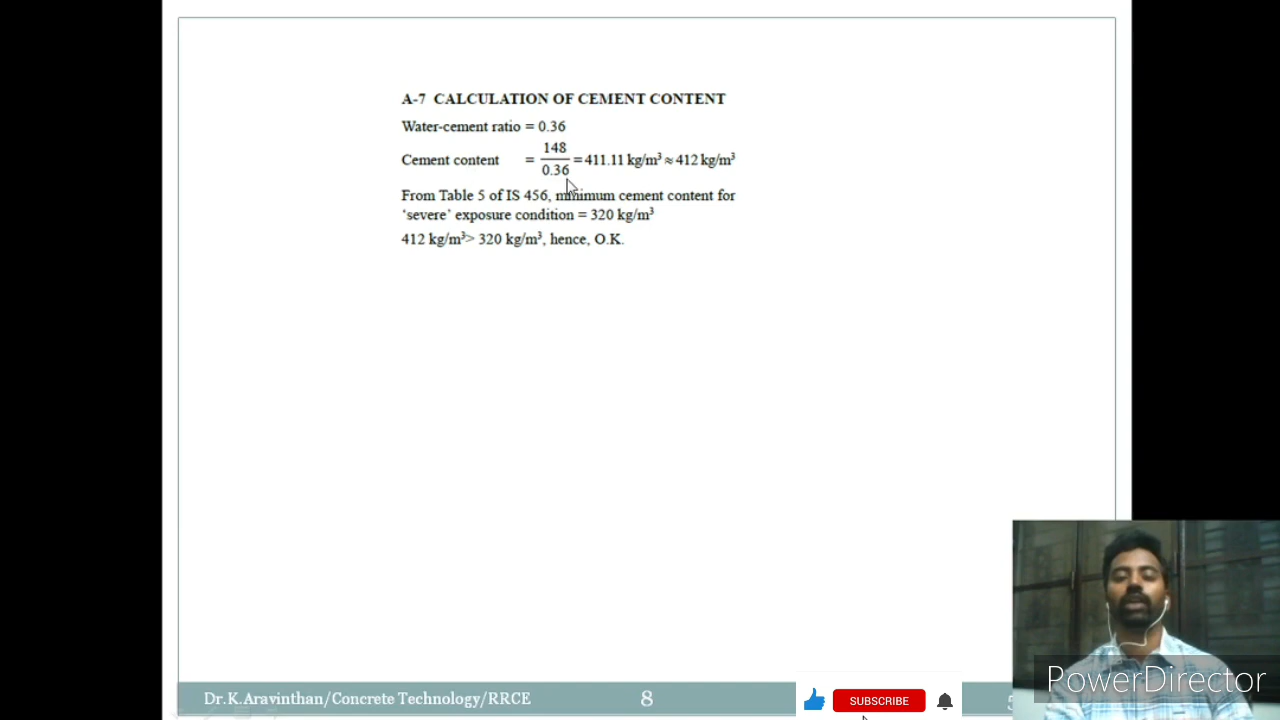 A-7 CALCULATION OF CEMENT CONTENT
Water-cement ratio = 0.36
Cement content = 148 / 0.36 = 411.11 kg/m³ ≈ 412 kg/m³
From Table 5 of IS 456, minimum cement content for
‘severe’ exposure condition = 320 kg/m³
412 kg/m³> 320 kg/m³, hence, O.K.
Dr.K.Aravinthan/Concrete Technology/RRCE 8
SUBSCRIBE
PowerDirector